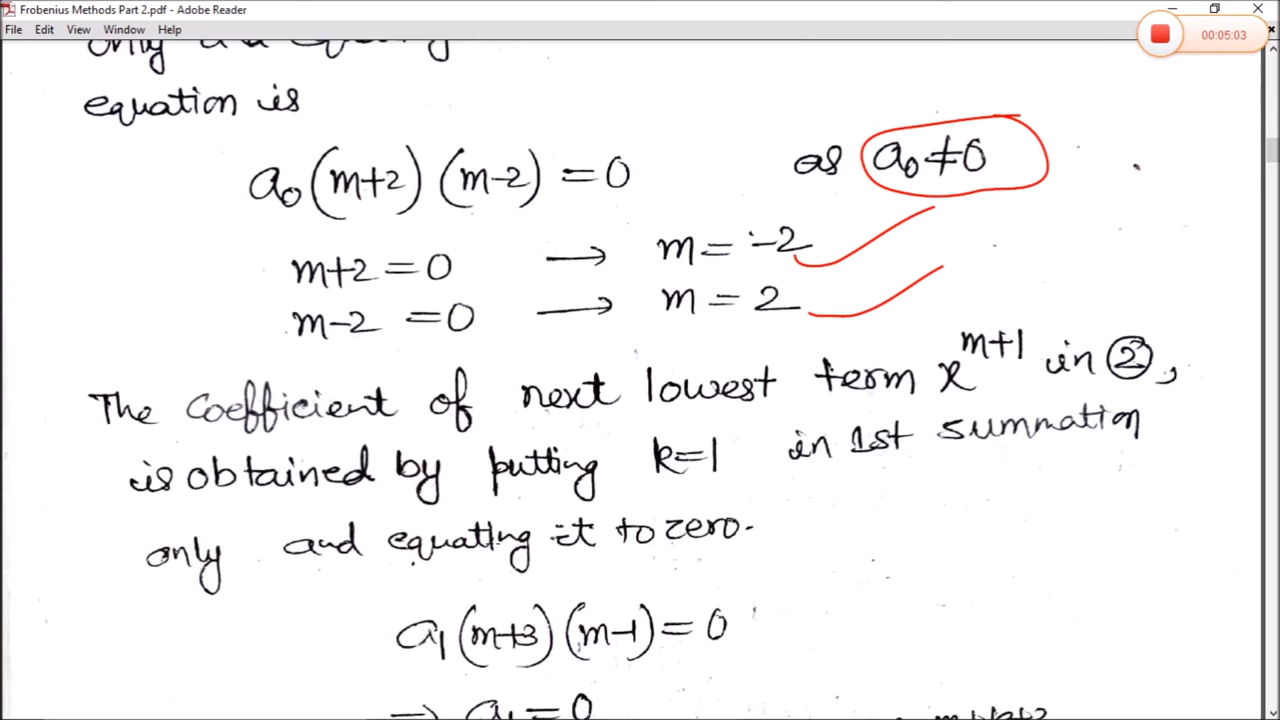 Frobenius Methods Part 2.pdf - Adobe Reader
File Edit View Window Help
00:05:03
only and equating
equation is
a₀(m+2)(m-2) = 0 as a₀ ≠ 0
m+2 = 0 → m = -2
m-2 = 0 → m = 2
The coefficient of next lowest term x^{m+1} in ②,
is obtained by putting k=1 in 1st summation
only and equating it to zero.
a₁(m+3)(m-1) = 0
⇒ a₁ = 0